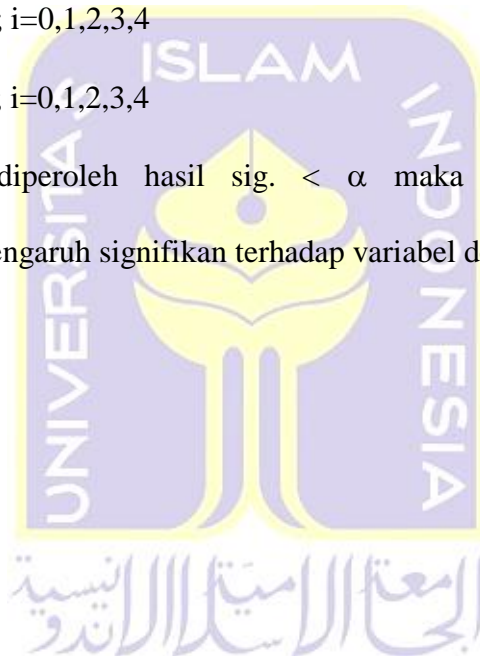 ; i=0,1,2,3,4
, i=0,1,2,3,4
diperoleh hasil sig. < α maka
engaruh signifikan terhadap variabel d
UNIVERSITAS
ISLAM
INDONESIA